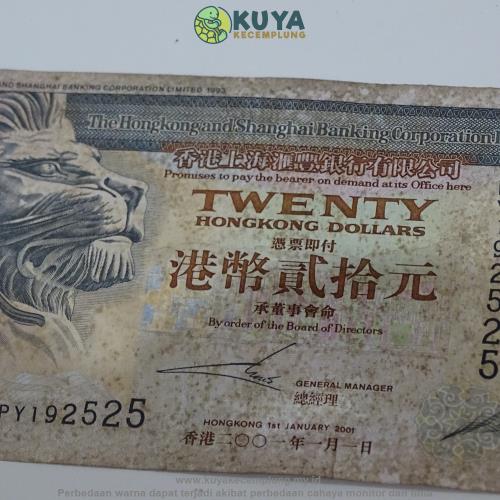 KUYA
KECEMPLUNG
AND SHANGHAI BANKING CORPORATION LIMITED 1993
The Hongkong and Shanghai Banking Corporation
香港上海滙豐銀行有限公司
Promises to pay the bearer on demand at its Office here
TWENTY
HONGKONG DOLLARS
憑票即付
港幣貳拾元
承董事會命
By order of the Board of Directors
GENERAL MANAGER
總經理
PY192525
HONGKONG 1st JANUARY 2001
香港二〇〇一年一月一日
www.kuyakecemplung.my.id
Perbedaan warna dapat terjadi akibat perbedaan cahaya monitor dan